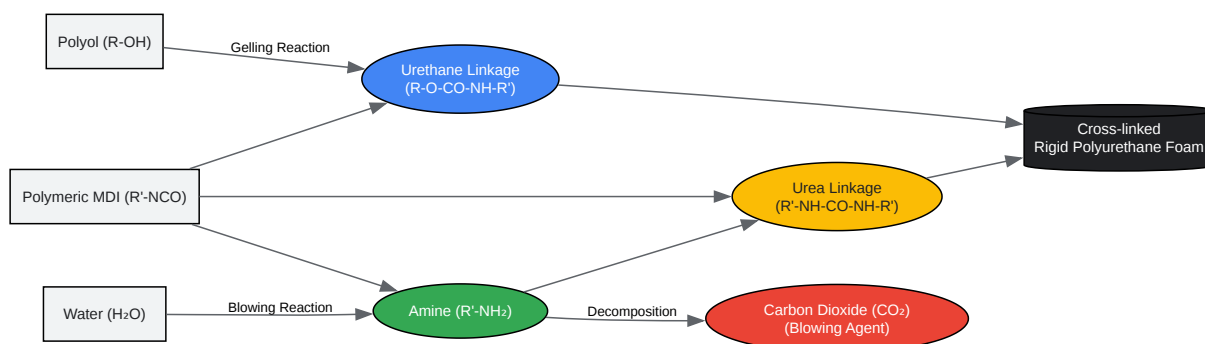 Polyol (R-OH)
Gelling Reaction
Urethane Linkage
(R-O-CO-NH-R')
Cross-linked
Rigid Polyurethane Foam
Polymeric MDI (R'-NCO)
Urea Linkage
(R'-NH-CO-NH-R')
Water (H₂O)
Blowing Reaction
Amine (R'-NH₂)
Decomposition
Carbon Dioxide (CO₂)
(Blowing Agent)